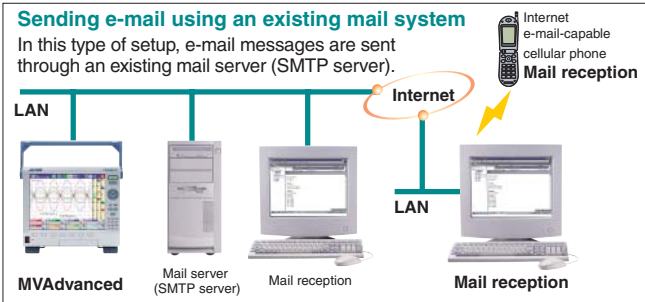 Sending e-mail using an existing mail system
In this type of setup, e-mail messages are sent
through an existing mail server (SMTP server).
Internet
e-mail-capable
cellular phone
Mail reception
Internet
LAN
LAN
MVAdvanced
Mail server
(SMTP server)
Mail reception
Mail reception